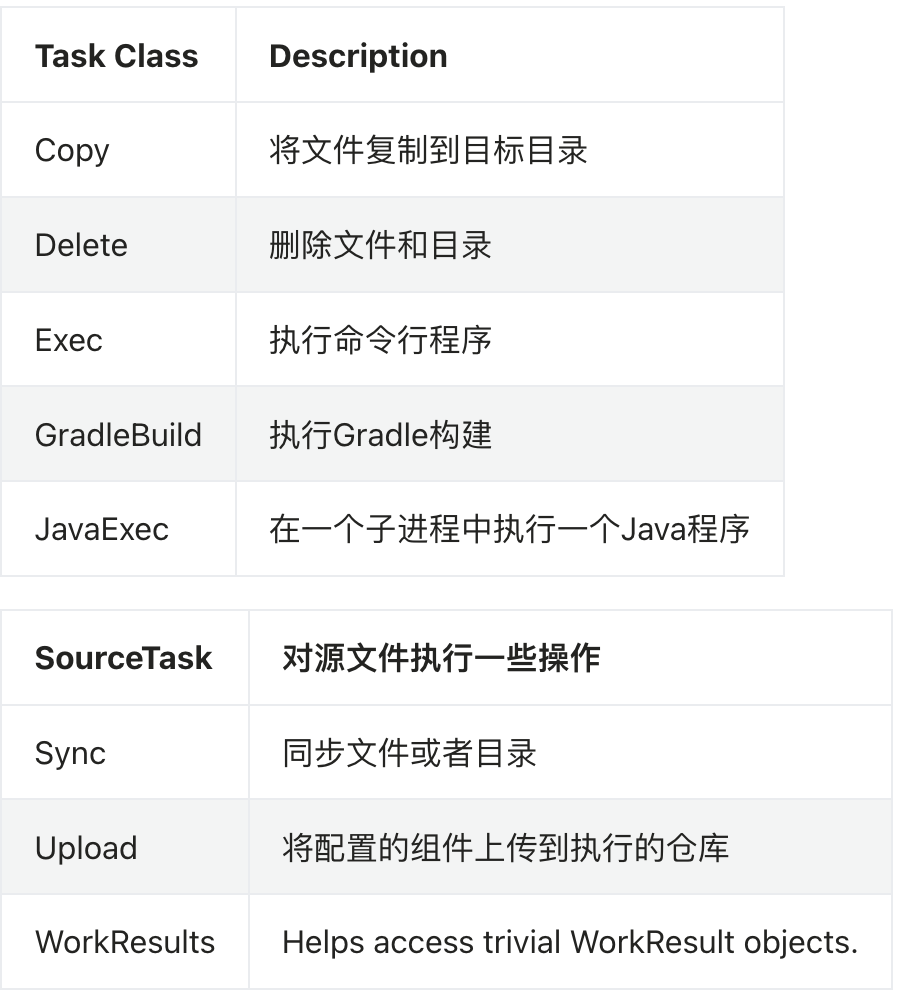 Task Class Description
Copy 将文件复制到目标目录
Delete 删除文件和目录
Exec 执行命令行程序
GradleBuild 执行Gradle构建
JavaExec 在一个子进程中执行一个Java程序
SourceTask 对源文件执行一些操作
Sync 同步文件或者目录
Upload 将配置的组件上传到执行的仓库
WorkResults Helps access trivial WorkResult objects.